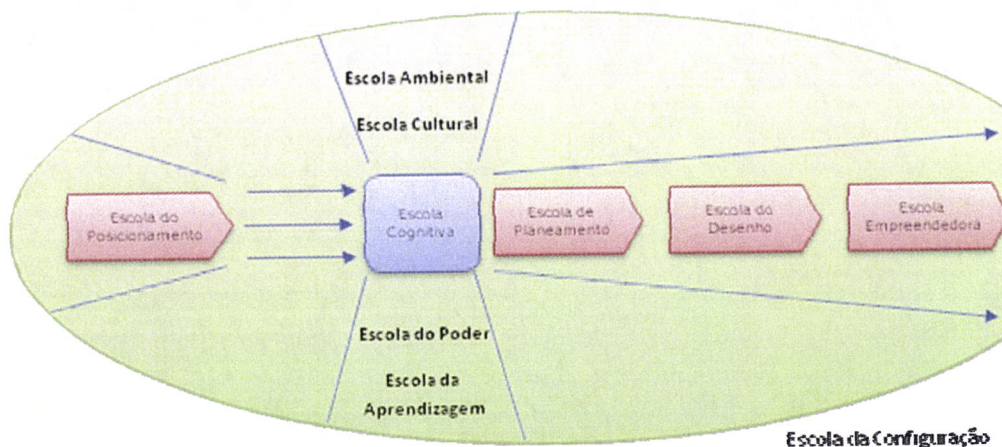 Escola Ambiental
Escola Cultural
Escola do
Posicionamento
Escola
Cognitiva
Escola de
Planeamento
Escola do
Desenho
Escola
Empreendedora
Escola do Poder
Escola da
Aprendizagem
Escola da Configuração